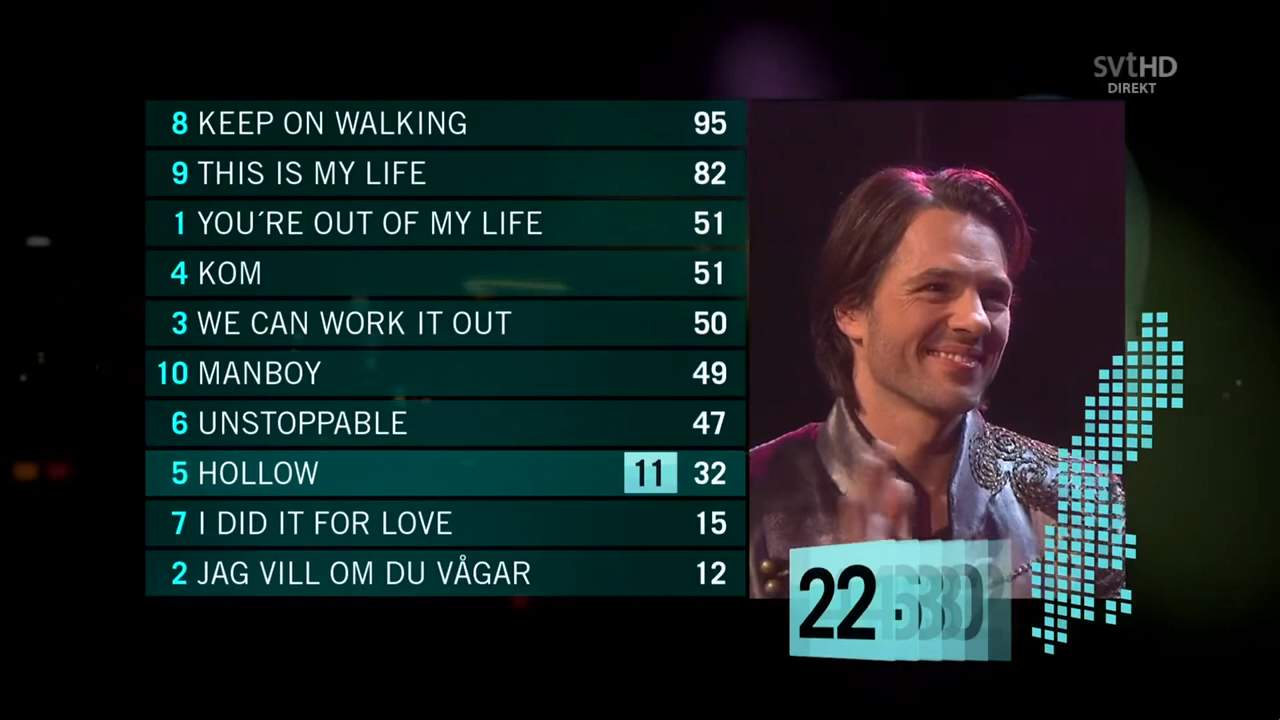 svtHD
DIREKT
8 KEEP ON WALKING 95
9 THIS IS MY LIFE 82
1 YOU´RE OUT OF MY LIFE 51
4 KOM 51
3 WE CAN WORK IT OUT 50
10 MANBOY 49
6 UNSTOPPABLE 47
5 HOLLOW 11 32
7 I DID IT FOR LOVE 15
2 JAG VILL OM DU VÅGAR 12
22